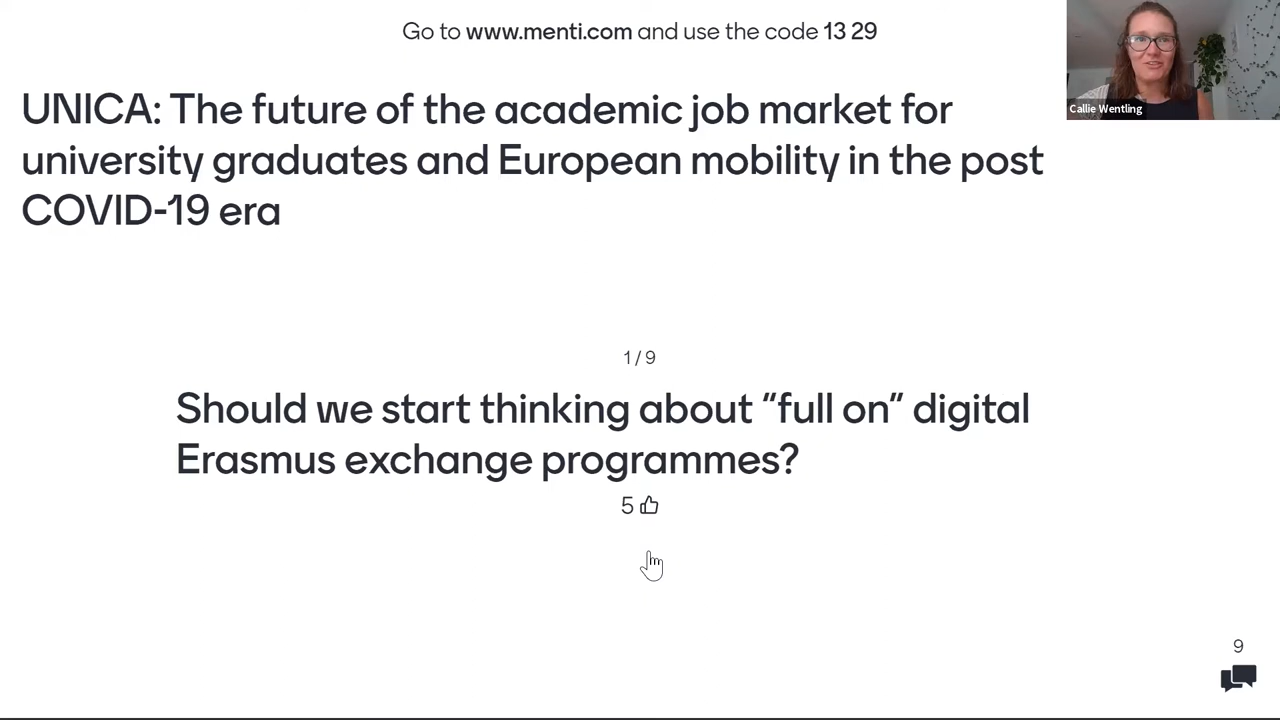 Go to www.menti.com and use the code 13 29
Callie Wentling
UNICA: The future of the academic job market for
university graduates and European mobility in the post
COVID-19 era
1 / 9
Should we start thinking about "full on" digital
Erasmus exchange programmes?
5
9